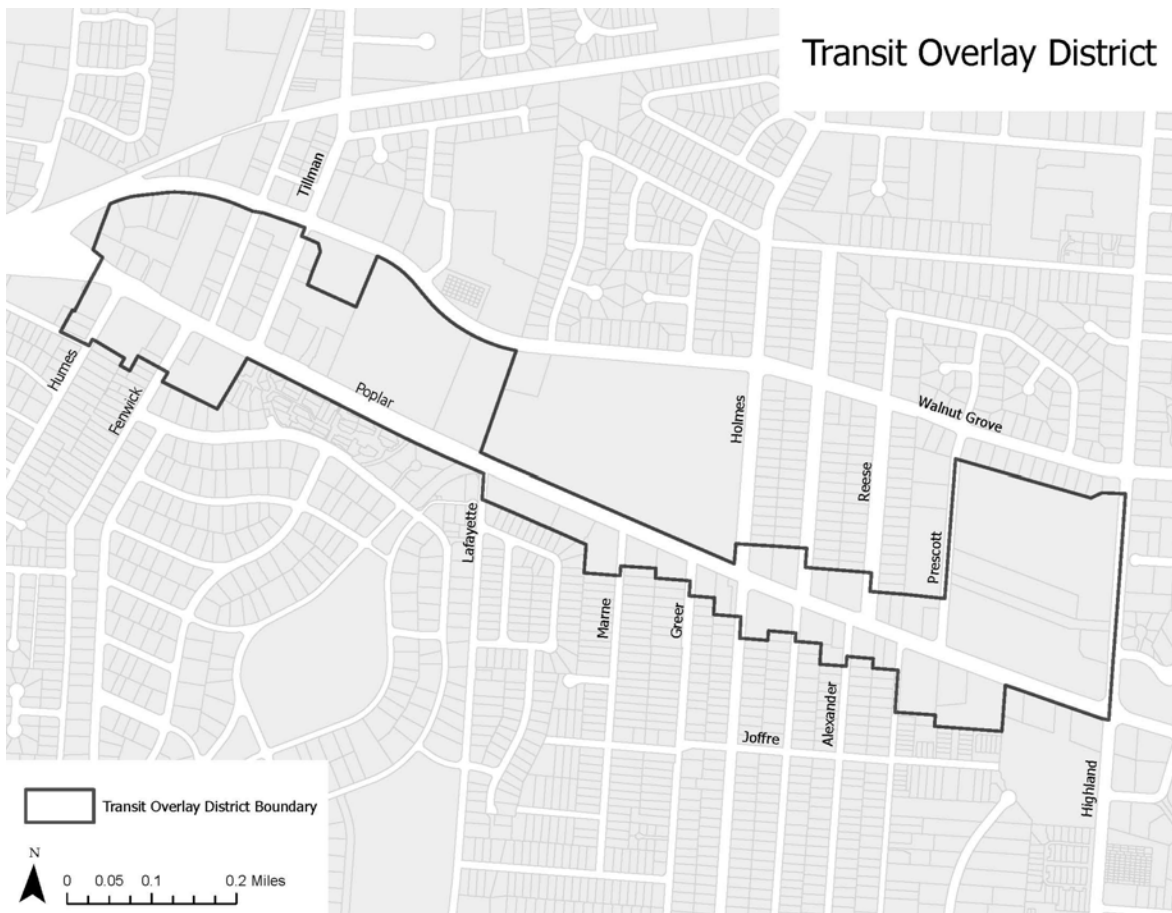 Transit Overlay District
Tillman
Humes
Fenwick
Poplar
Holmes
Walnut Grove
Reese
Prescott
Lafayette
Marne
Greer
Alexander
Joffre
Highland
Transit Overlay District Boundary
N
0 0.05 0.1 0.2 Miles